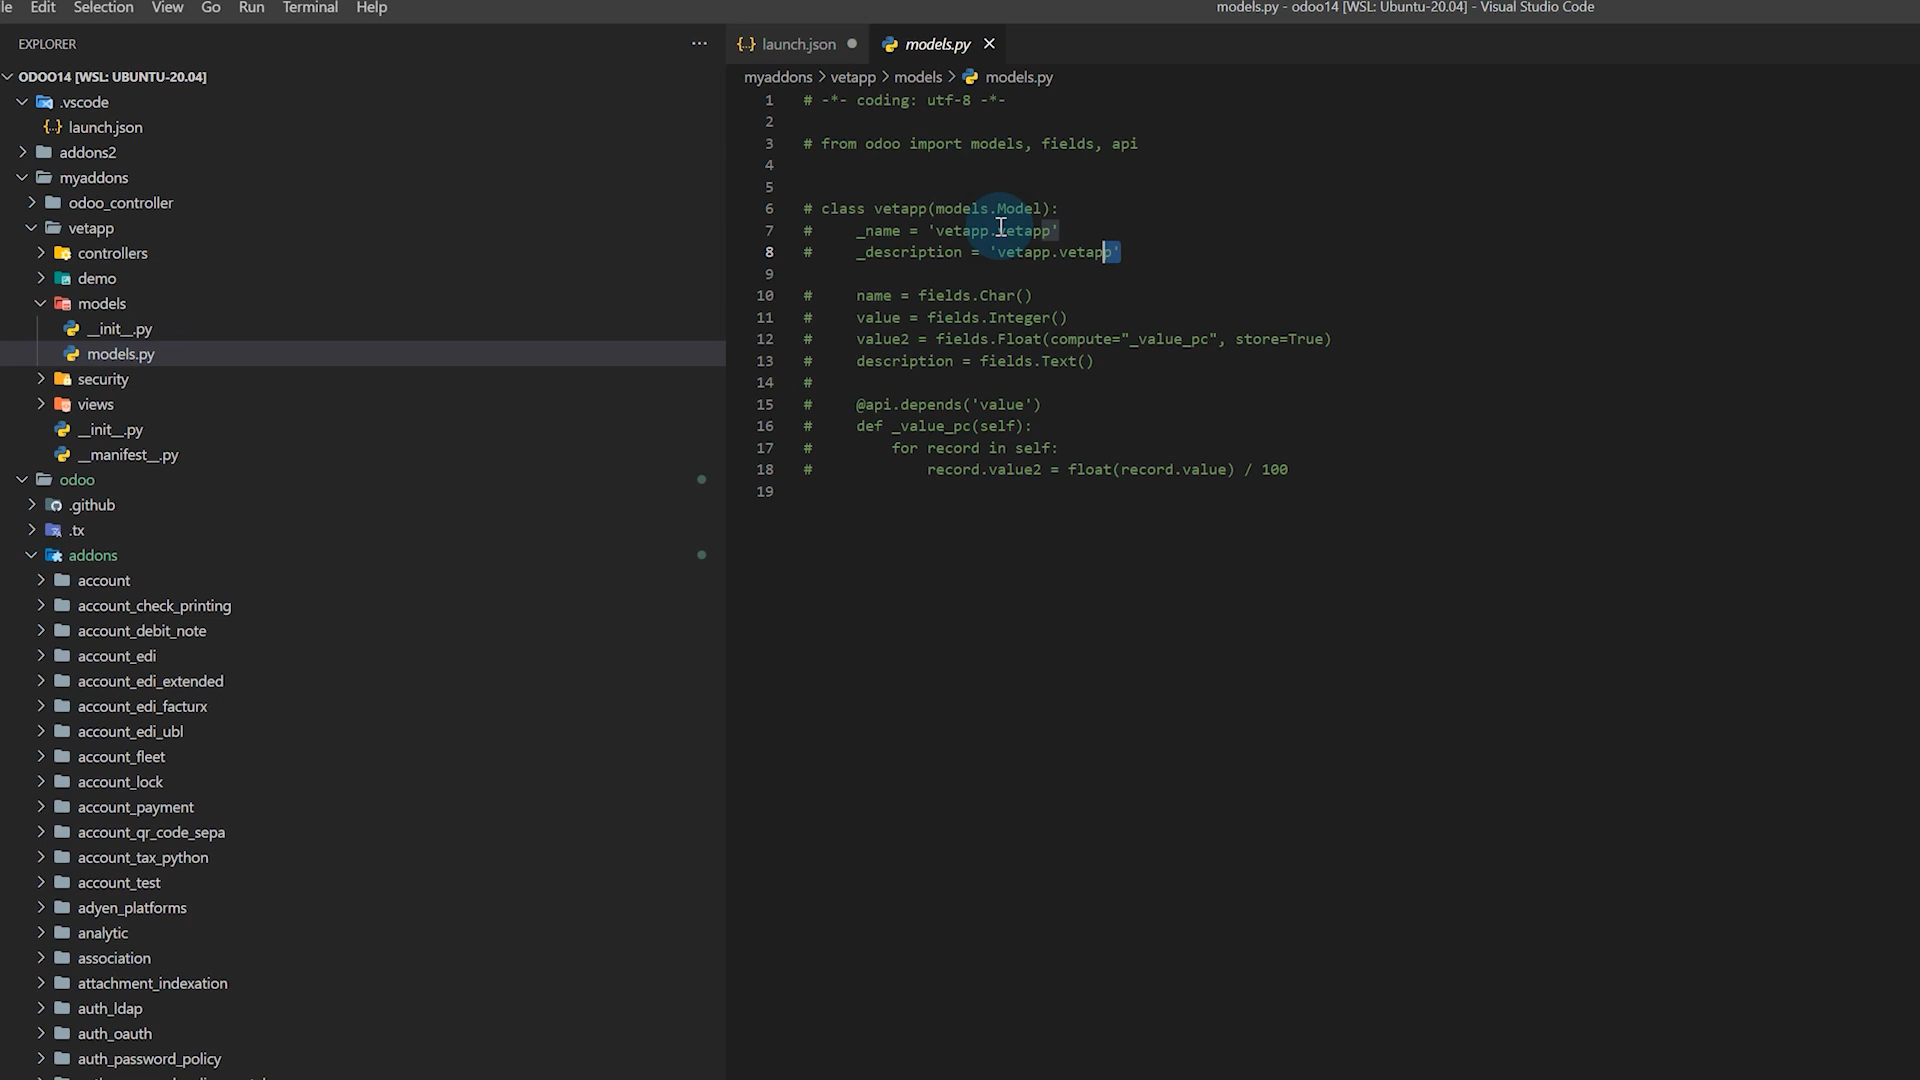 le Edit Selection View Go Run Terminal Help
models.py - odoo14 [WSL: Ubuntu-20.04] - Visual Studio Code
EXPLORER
ODOO14 [WSL: UBUNTU-20.04]
.vscode
launch.json
addons2
myaddons
odoo_controller
vetapp
controllers
demo
models
__init__.py
models.py
security
views
__init__.py
__manifest__.py
odoo
.github
.tx
addons
account
account_check_printing
account_debit_note
account_edi
account_edi_extended
account_edi_facturx
account_edi_ubl
account_fleet
account_lock
account_payment
account_qr_code_sepa
account_tax_python
account_test
adyen_platforms
analytic
association
attachment_indexation
auth_ldap
auth_oauth
auth_password_policy
launch.json
models.py
myaddons > vetapp > models > models.py
1 # -*- coding: utf-8 -*-
2
3 # from odoo import models, fields, api
4
5
6 # class vetapp(models.Model):
7 #     _name = 'vetapp.vetapp'
8 #     _description = 'vetapp.vetapp'
9
10 #     name = fields.Char()
11 #     value = fields.Integer()
12 #     value2 = fields.Float(compute="_value_pc", store=True)
13 #     description = fields.Text()
14 #
15 #     @api.depends('value')
16 #     def _value_pc(self):
17 #         for record in self:
18 #             record.value2 = float(record.value) / 100
19